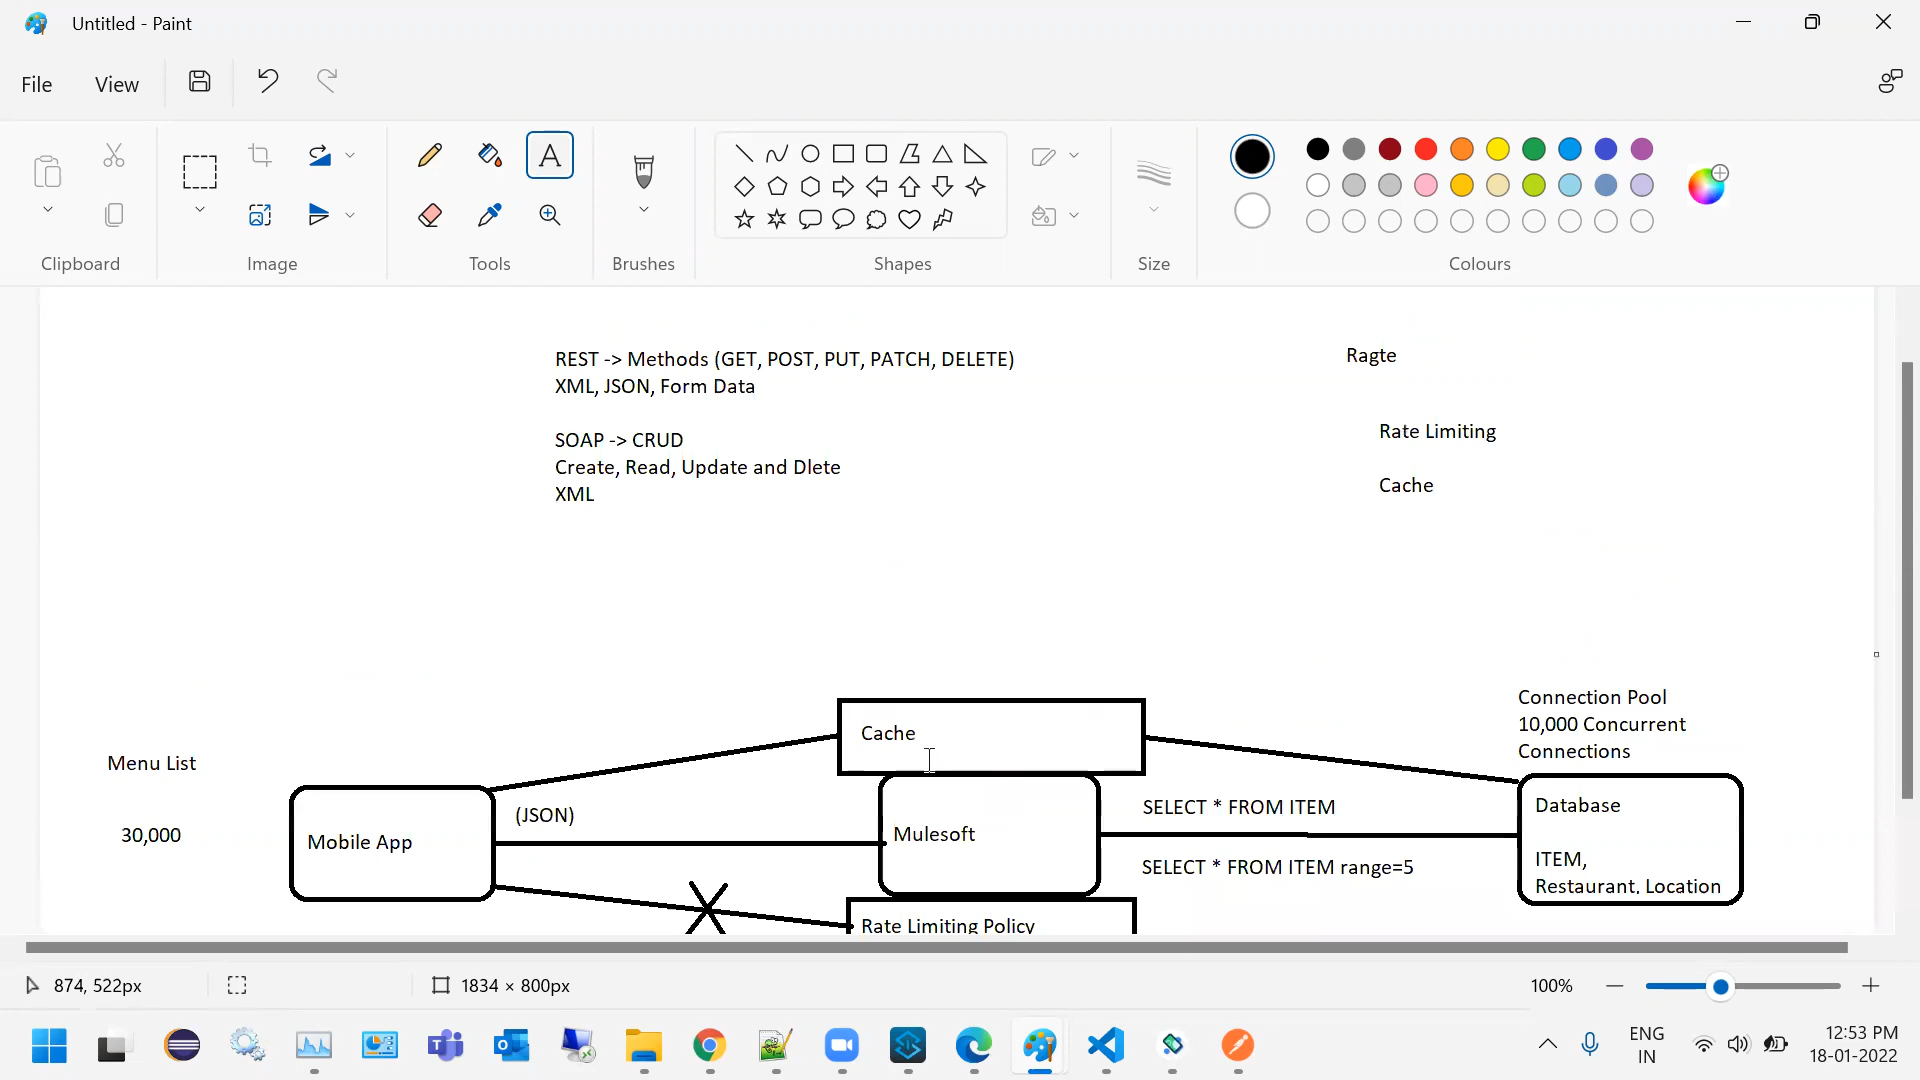 Untitled - Paint
File
View
Clipboard
Image
Tools
Brushes
Shapes
Size
Colours
REST -> Methods (GET, POST, PUT, PATCH, DELETE)
XML, JSON, Form Data
SOAP -> CRUD
Create, Read, Update and Dlete
XML
Ragte
Rate Limiting
Cache
Connection Pool
10,000 Concurrent
Connections
Menu List
30,000
Mobile App
(JSON)
Cache
Mulesoft
Rate Limiting Policy
SELECT * FROM ITEM
SELECT * FROM ITEM range=5
Database
ITEM,
Restaurant, Location
874, 522px
1834 × 800px
100%
ENG
IN
12:53 PM
18-01-2022